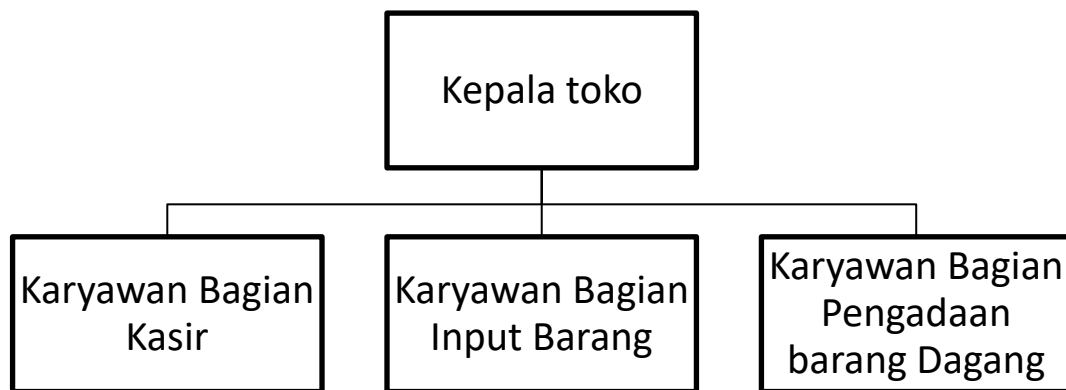 Kepala toko
Karyawan Bagian
Kasir
Karyawan Bagian
Input Barang
Karyawan Bagian
Pengadaan
barang Dagang